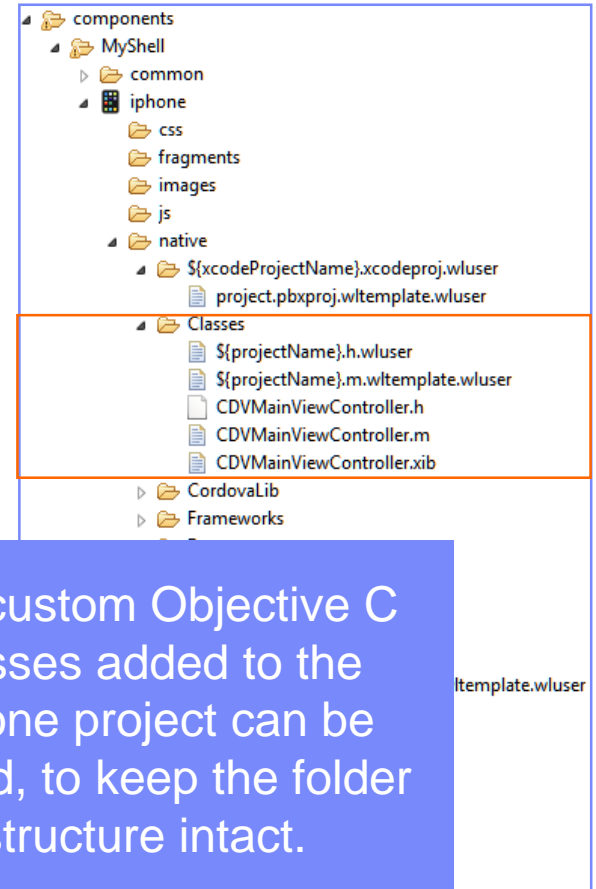 components
MyShell
common
iphone
css
fragments
images
js
native
${xcodeProjectName}.xcodeproj.wluser
project.pbxproj.wltemplate.wluser
Classes
${projectName}.h.wluser
${projectName}.m.wltemplate.wluser
CDVMainViewController.h
CDVMainViewController.m
CDVMainViewController.xib
CordovaLib
Frameworks
custom Objective C
sses added to the
ltemplate.wluser
one project can be
d, to keep the folder
structure intact.